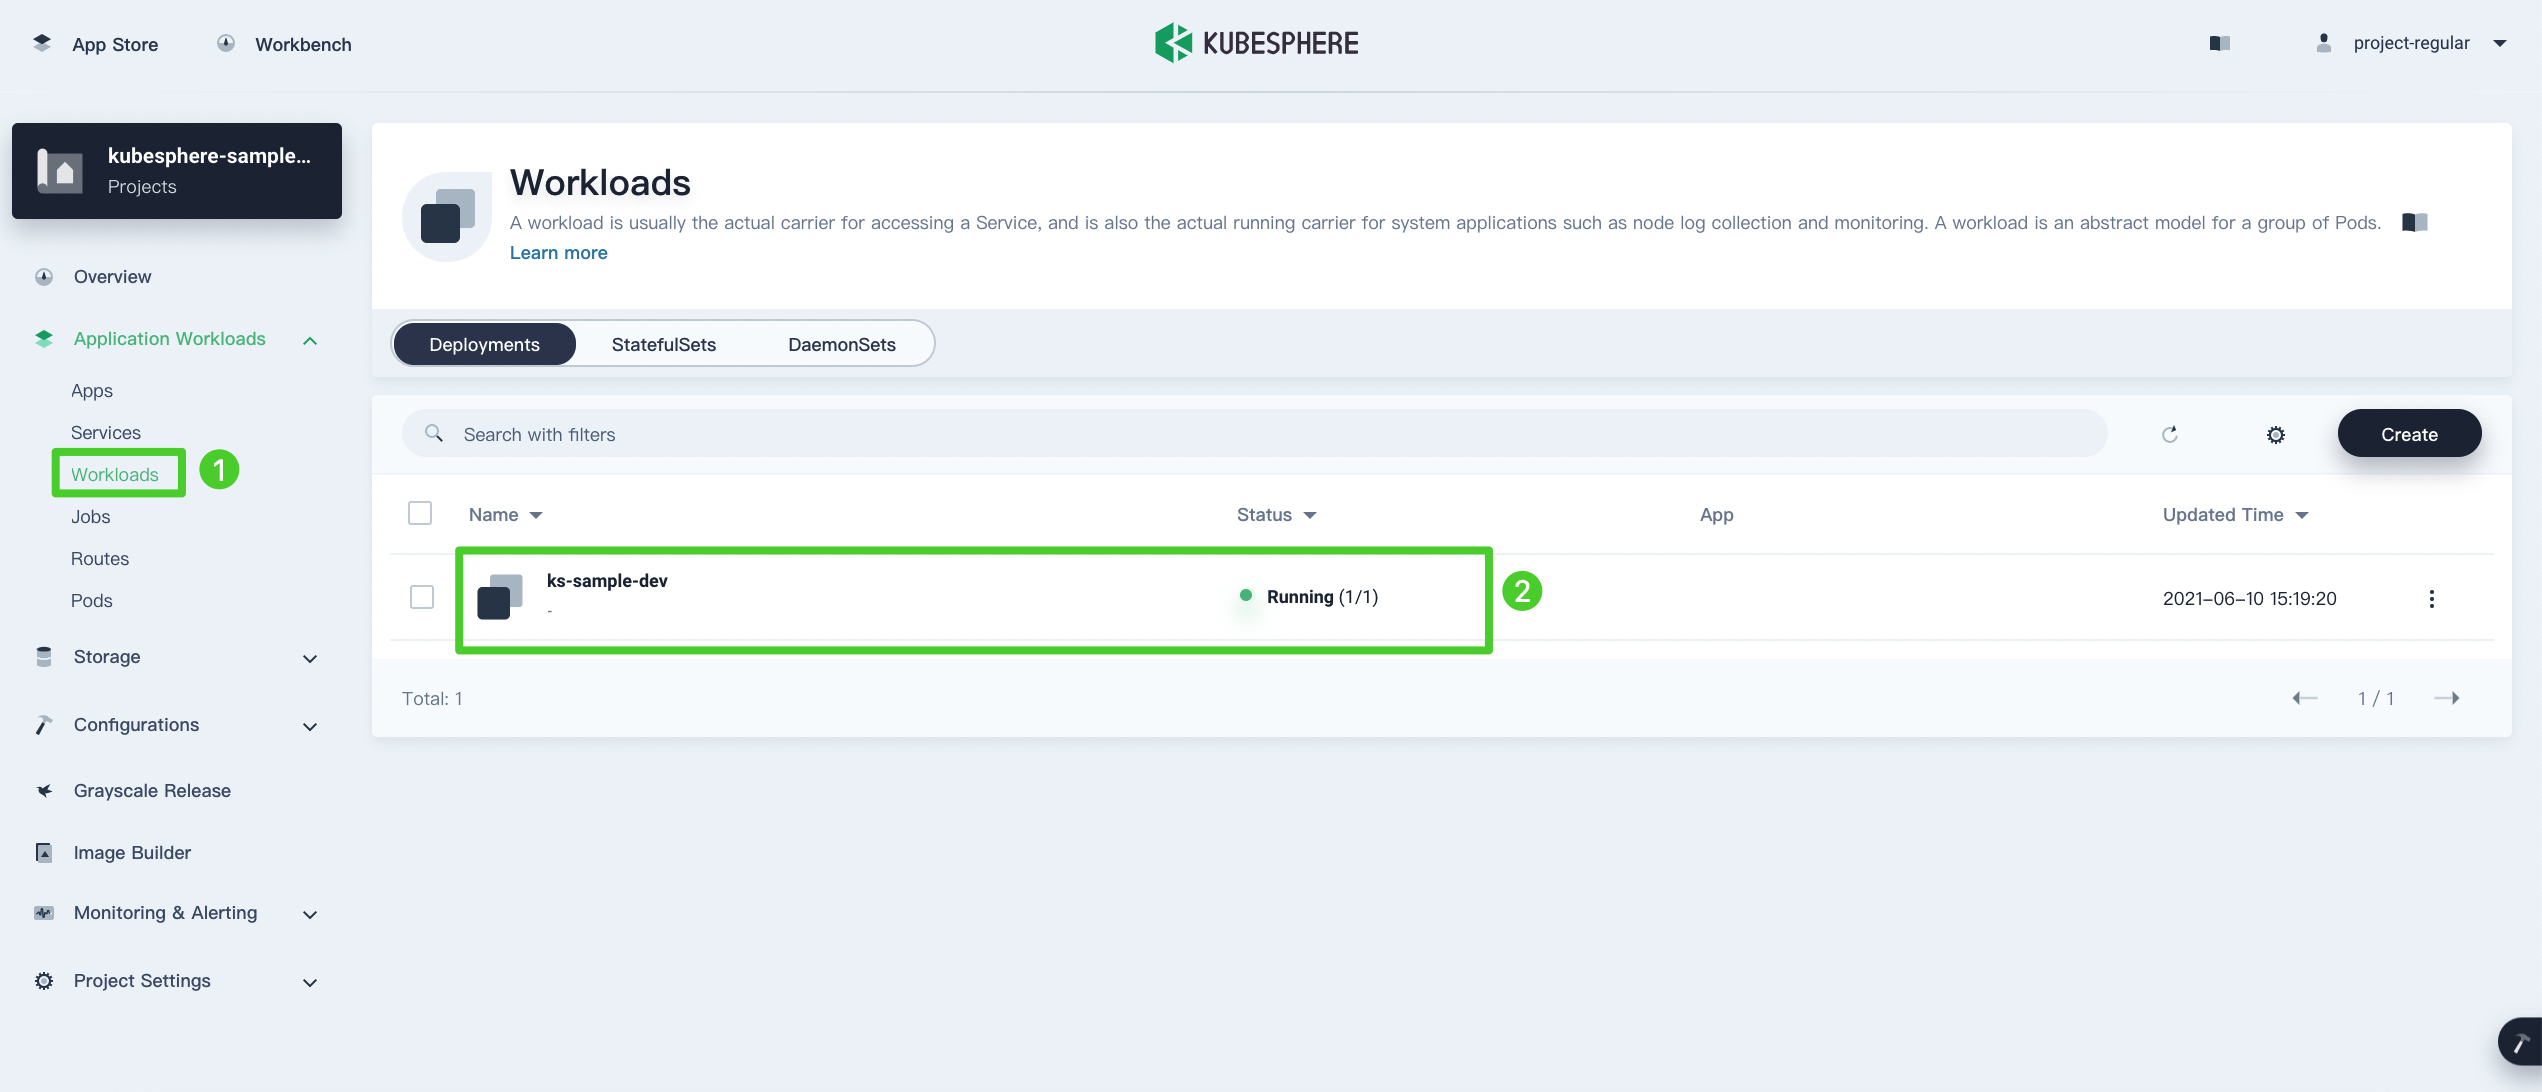 App Store
Workbench
KUBESPHERE
project-regular
kubesphere-sample...
Projects
Overview
Application Workloads
Apps
Services
Workloads
1
Jobs
Routes
Pods
Storage
Configurations
Grayscale Release
Image Builder
Monitoring & Alerting
Project Settings
Workloads
A workload is usually the actual carrier for accessing a Service, and is also the actual running carrier for system applications such as node log collection and monitoring. A workload is an abstract model for a group of Pods.
Learn more
Deployments
StatefulSets
DaemonSets
Search with filters
Create
Name
Status
App
Updated Time
ks-sample-dev
-
Running (1/1)
2
2021-06-10 15:19:20
Total: 1
1 / 1